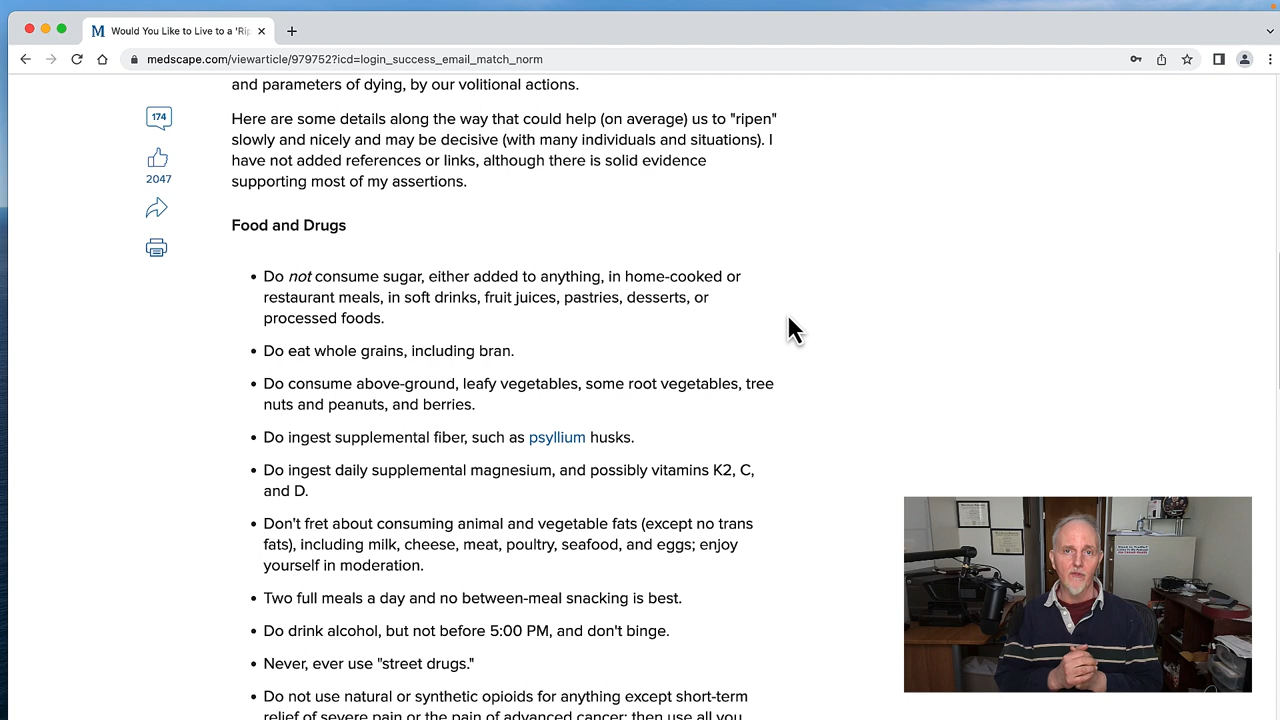 M Would You Like to Live to a 'Rip
medscape.com/viewarticle/979752?icd=login_success_email_match_norm
and parameters of dying, by our volitional actions.
174
2047
Here are some details along the way that could help (on average) us to "ripen"
slowly and nicely and may be decisive (with many individuals and situations). I
have not added references or links, although there is solid evidence
supporting most of my assertions.
Food and Drugs
• Do not consume sugar, either added to anything, in home-cooked or
restaurant meals, in soft drinks, fruit juices, pastries, desserts, or
processed foods.
• Do eat whole grains, including bran.
• Do consume above-ground, leafy vegetables, some root vegetables, tree
nuts and peanuts, and berries.
• Do ingest supplemental fiber, such as psyllium husks.
• Do ingest daily supplemental magnesium, and possibly vitamins K2, C,
and D.
• Don't fret about consuming animal and vegetable fats (except no trans
fats), including milk, cheese, meat, poultry, seafood, and eggs; enjoy
yourself in moderation.
• Two full meals a day and no between-meal snacking is best.
• Do drink alcohol, but not before 5:00 PM, and don't binge.
• Never, ever use "street drugs."
• Do not use natural or synthetic opioids for anything except short-term
relief of severe pain or the pain of advanced cancer; then use all you